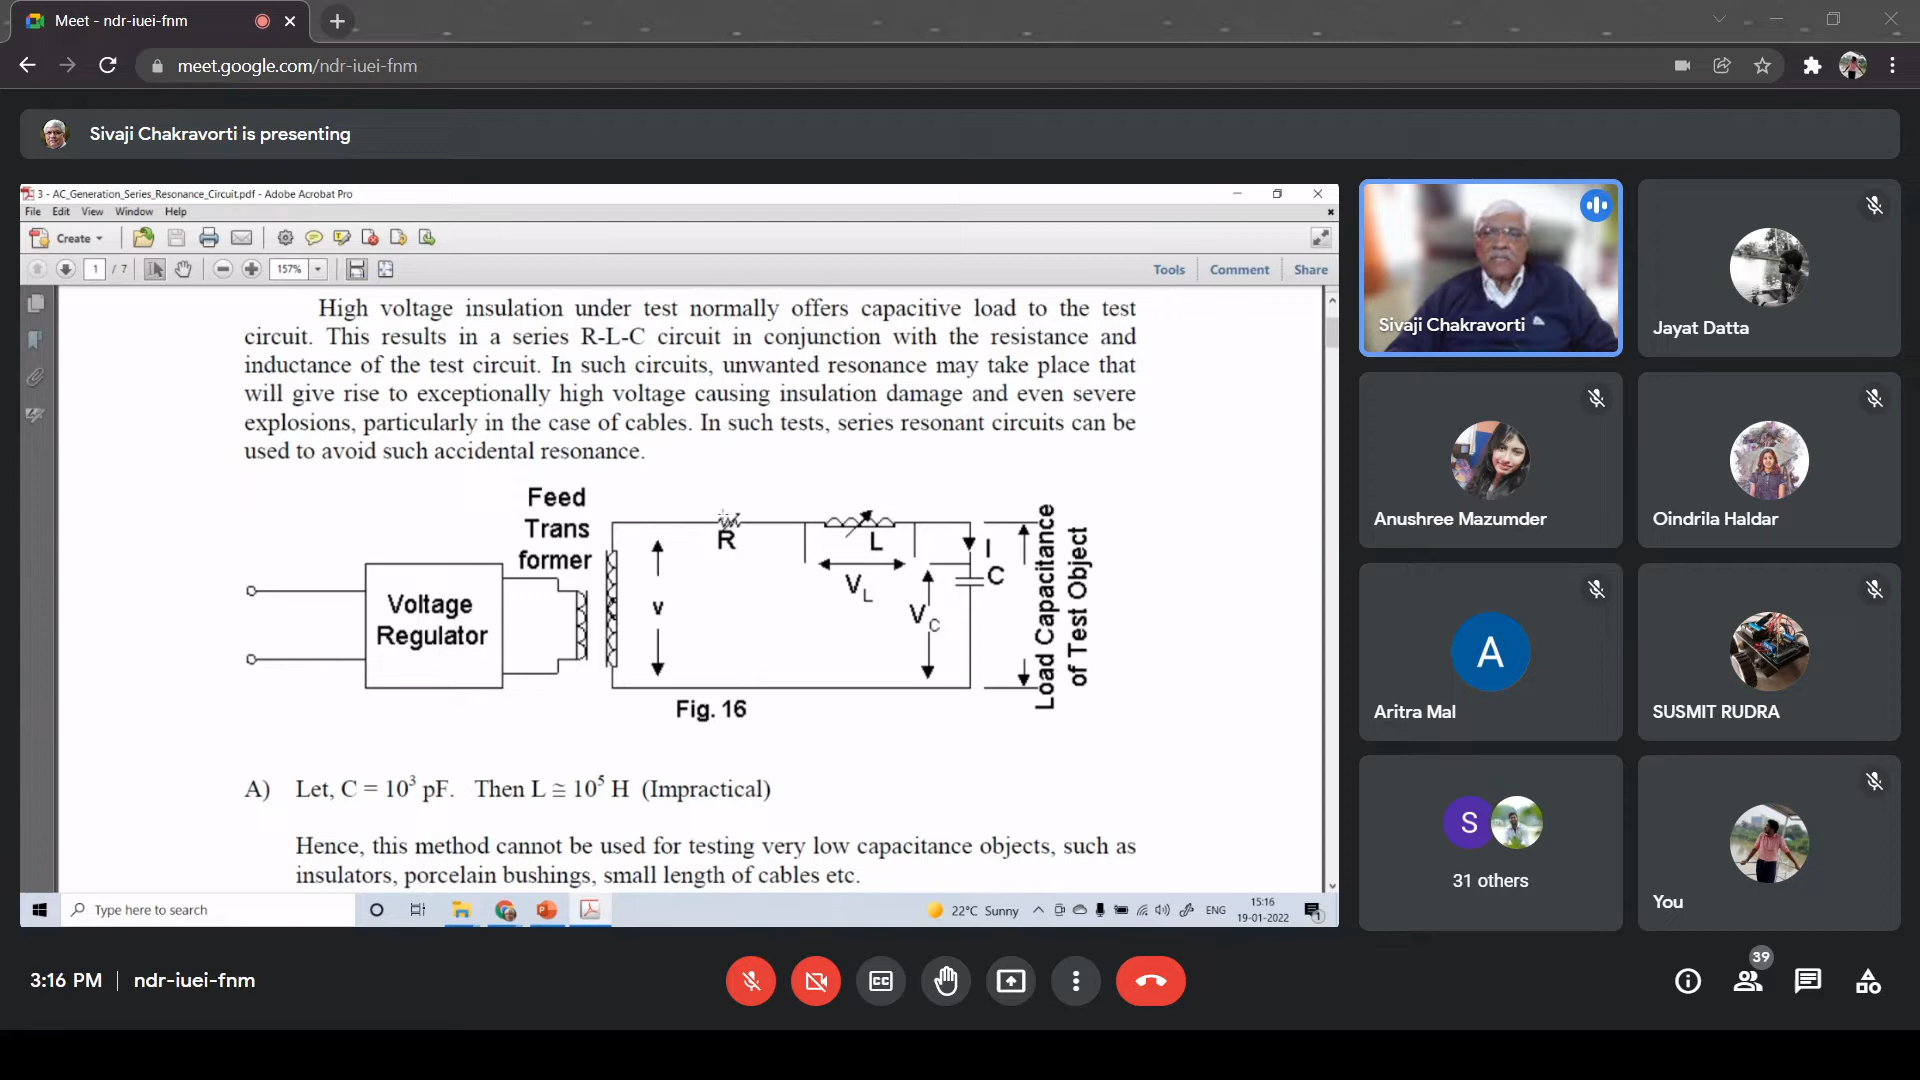 Meet - ndr-iuei-fnm
meet.google.com/ndr-iuei-fnm
Sivaji Chakravorti is presenting
3 - AC_Generation_Series_Resonance_Circuit.pdf - Adobe Acrobat Pro
File Edit View Window Help
Create
1 / 7 157% Tools Comment Share
High voltage insulation under test normally offers capacitive load to the test
circuit. This results in a series R-L-C circuit in conjunction with the resistance and
inductance of the test circuit. In such circuits, unwanted resonance may take place that
will give rise to exceptionally high voltage causing insulation damage and even severe
explosions, particularly in the case of cables. In such tests, series resonant circuits can be
used to avoid such accidental resonance.
Feed
Trans
former
Voltage
Regulator
V
R
L
VL
I
C
VC
Load Capacitance
of Test Object
Fig. 16
A) Let, C = 10³ pF. Then L ≅ 10⁵ H (Impractical)
Hence, this method cannot be used for testing very low capacitance objects, such as
insulators, porcelain bushings, small length of cables etc.
Type here to search
22°C Sunny
ENG
15:16
19-01-2022
1
Sivaji Chakravorti
Jayat Datta
Anushree Mazumder
Oindrila Haldar
A
Aritra Mal
SUSMIT RUDRA
S
31 others
You
3:16 PM | ndr-iuei-fnm
CC
39